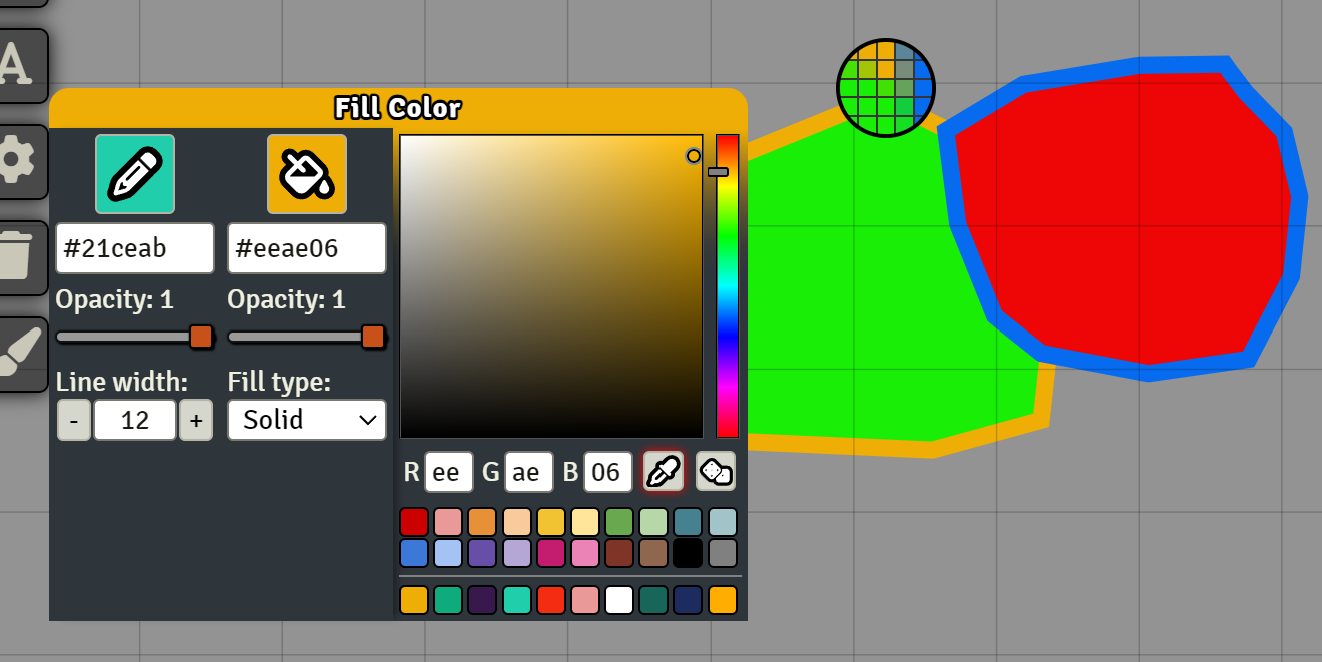 A
Fill Color
#21ceab
#eeae06
Opacity: 1
Opacity: 1
Line width:
Fill type:
- 12 +
Solid
R ee G ae B 06